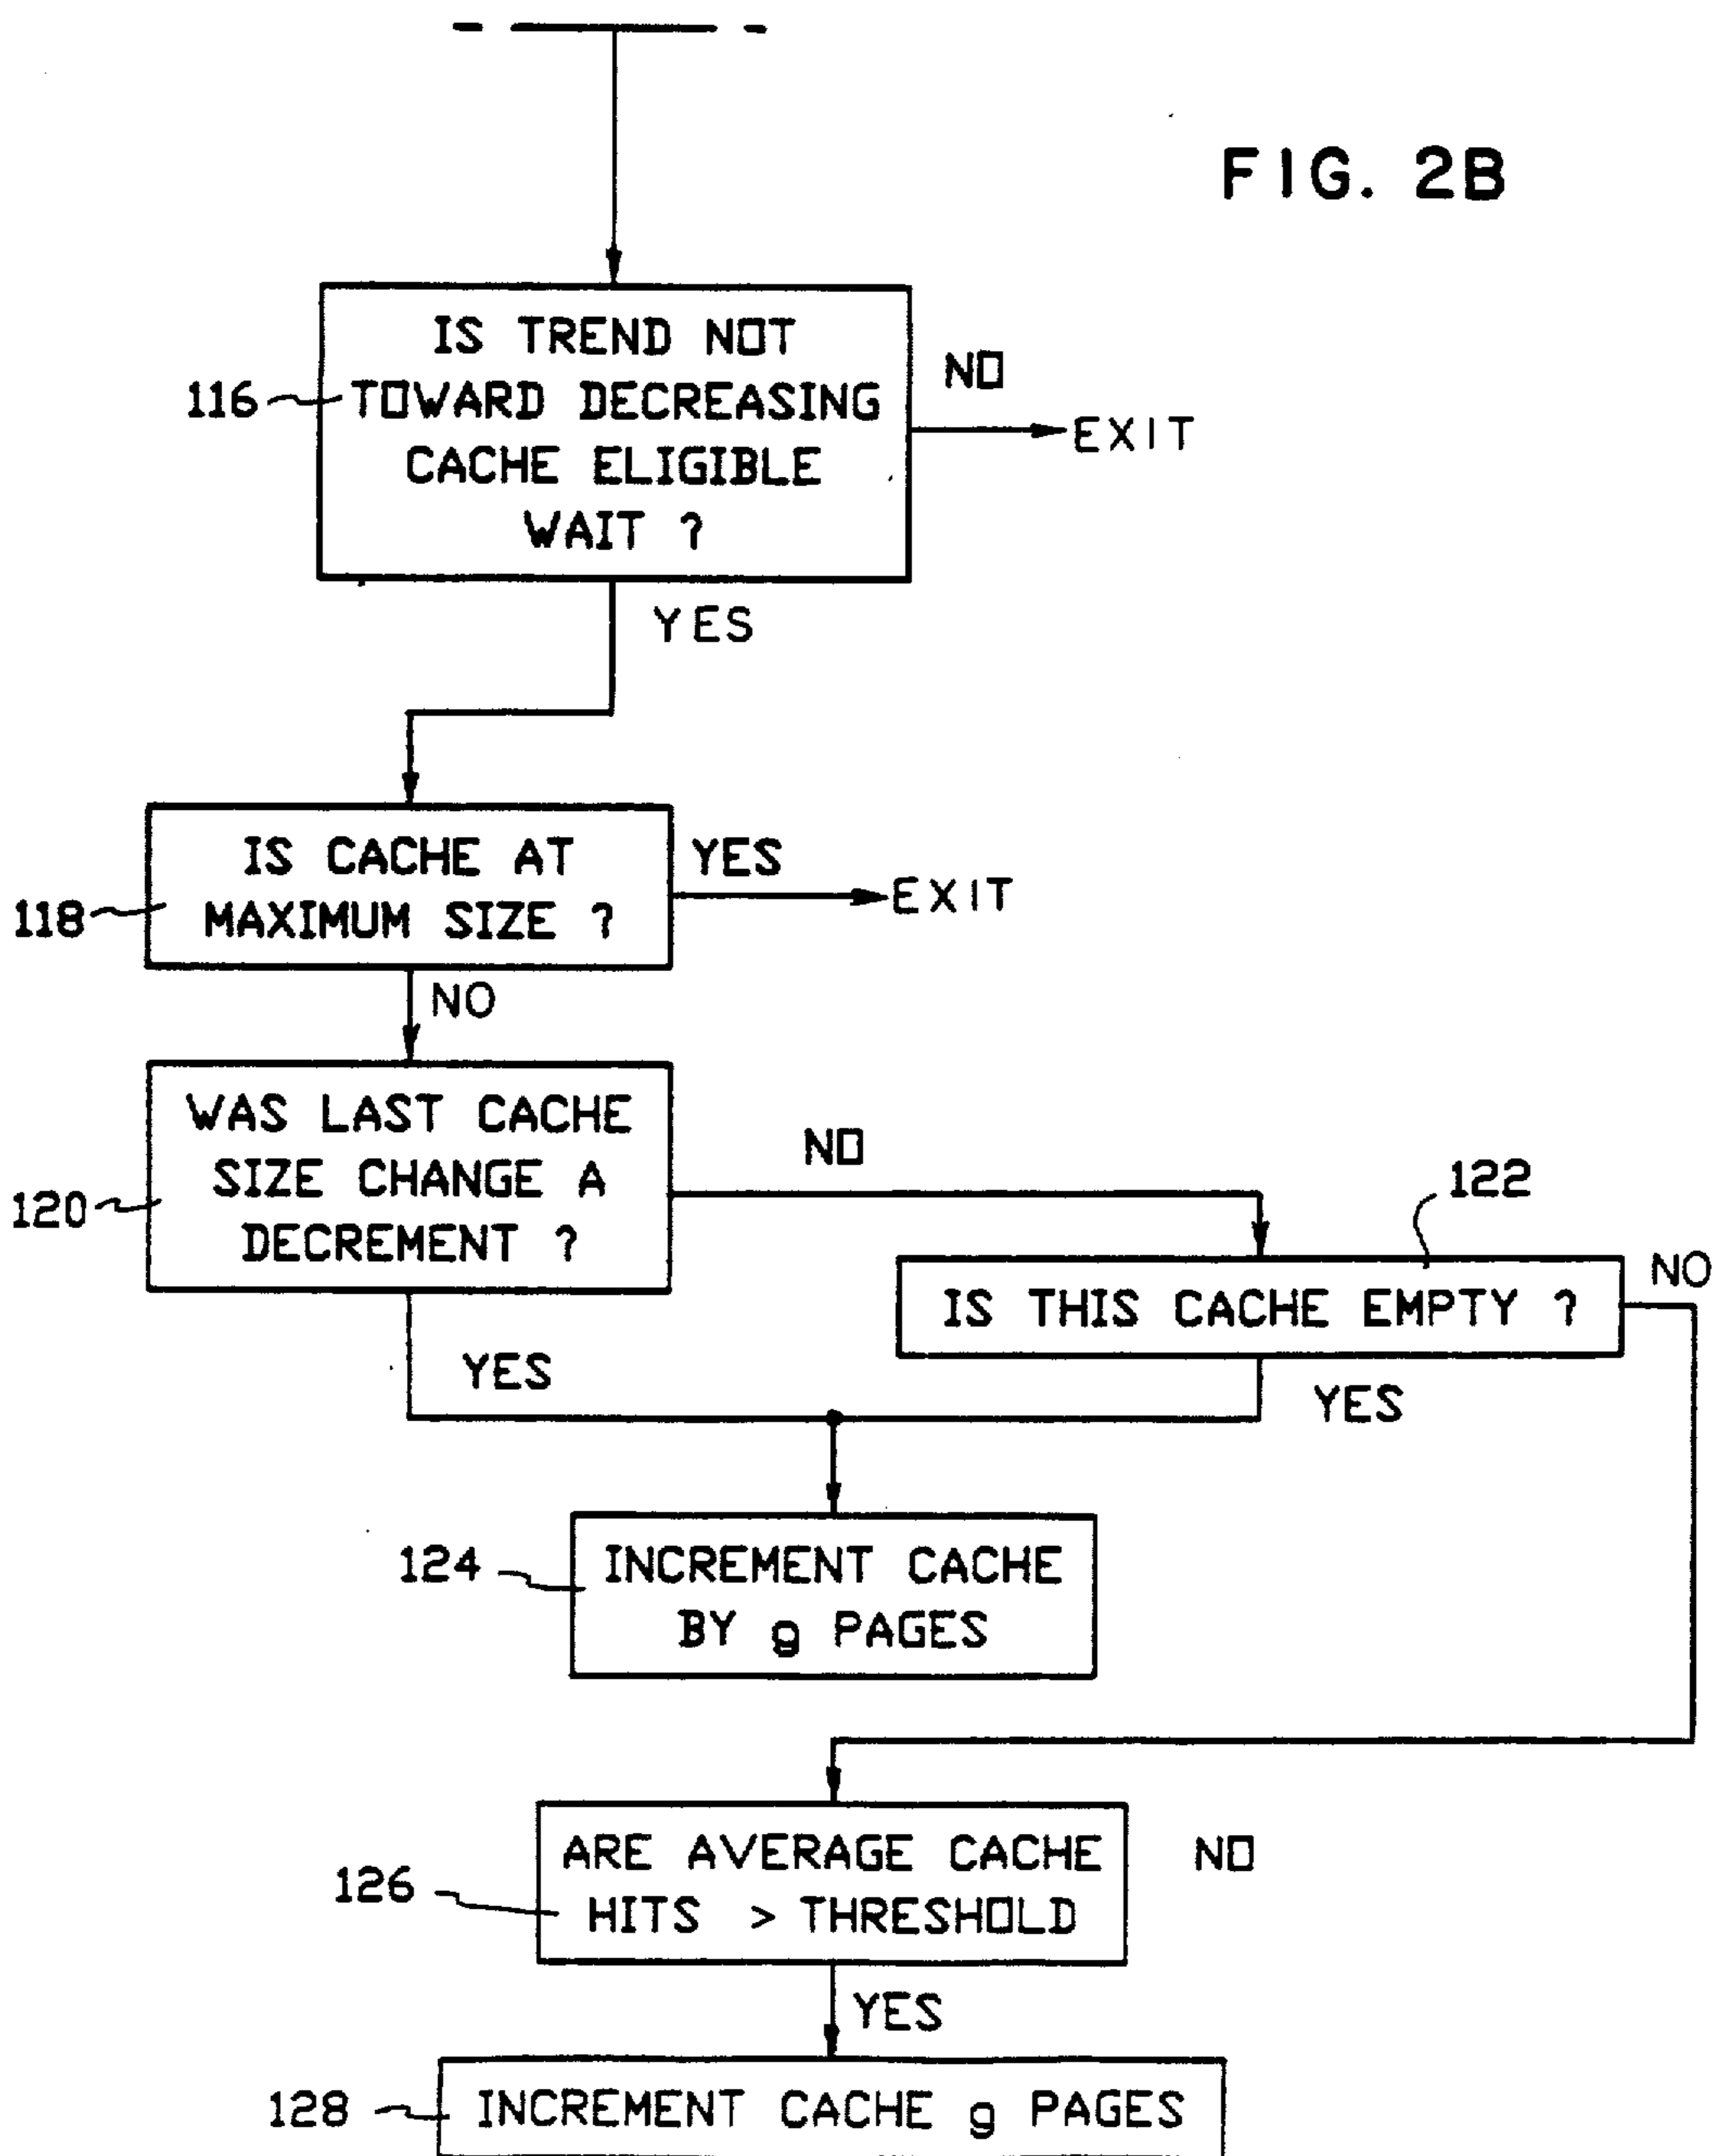 FIG. 2B
IS TREND NOT
116 TOWARD DECREASING
CACHE ELIGIBLE
WAIT ?
NO
EXIT
YES
IS CACHE AT
118 MAXIMUM SIZE ?
YES
EXIT
NO
WAS LAST CACHE
SIZE CHANGE A
DECREMENT ?
120
NO
122
IS THIS CACHE EMPTY ?
NO
YES
YES
124 INCREMENT CACHE
BY g PAGES
ARE AVERAGE CACHE
126 HITS > THRESHOLD
NO
YES
128 INCREMENT CACHE g PAGES